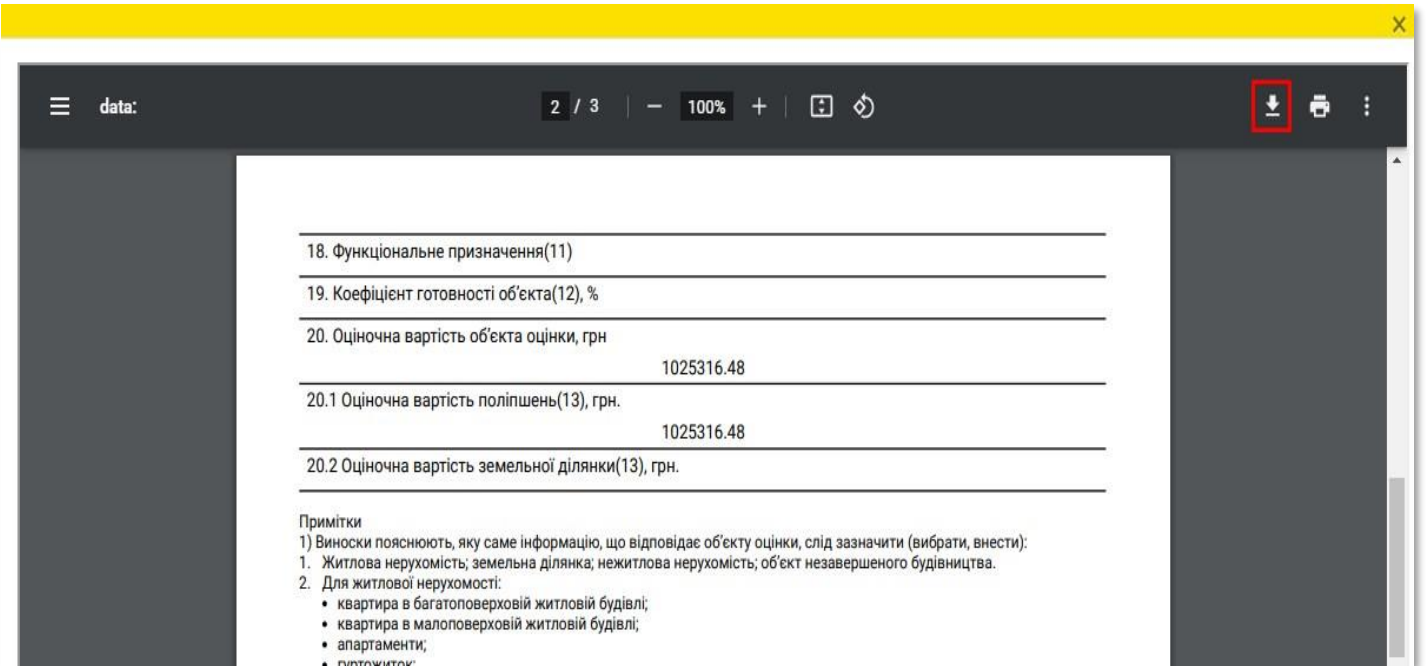 X
data:
2 / 3 | − 100% + |
18. Функціональне призначення(11)
19. Коефіцієнт готовності об'єкта(12), %
20. Оціночна вартість об'єкта оцінки, грн
1025316.48
20.1 Оціночна вартість поліпшень(13), грн.
1025316.48
20.2 Оціночна вартість земельної ділянки(13), грн.
Примітки
1) Виноски пояснюють, яку саме інформацію, що відповідає об'єкту оцінки, слід зазначити (вибрати, внести):
1. Житлова нерухомість; земельна ділянка; нежитлова нерухомість; об'єкт незавершеного будівництва.
2. Для житлової нерухомості:
• квартира в багатоповерховій житловій будівлі;
• квартира в малоповерховій житловій будівлі;
• апартаменти;
• гуртожиток;